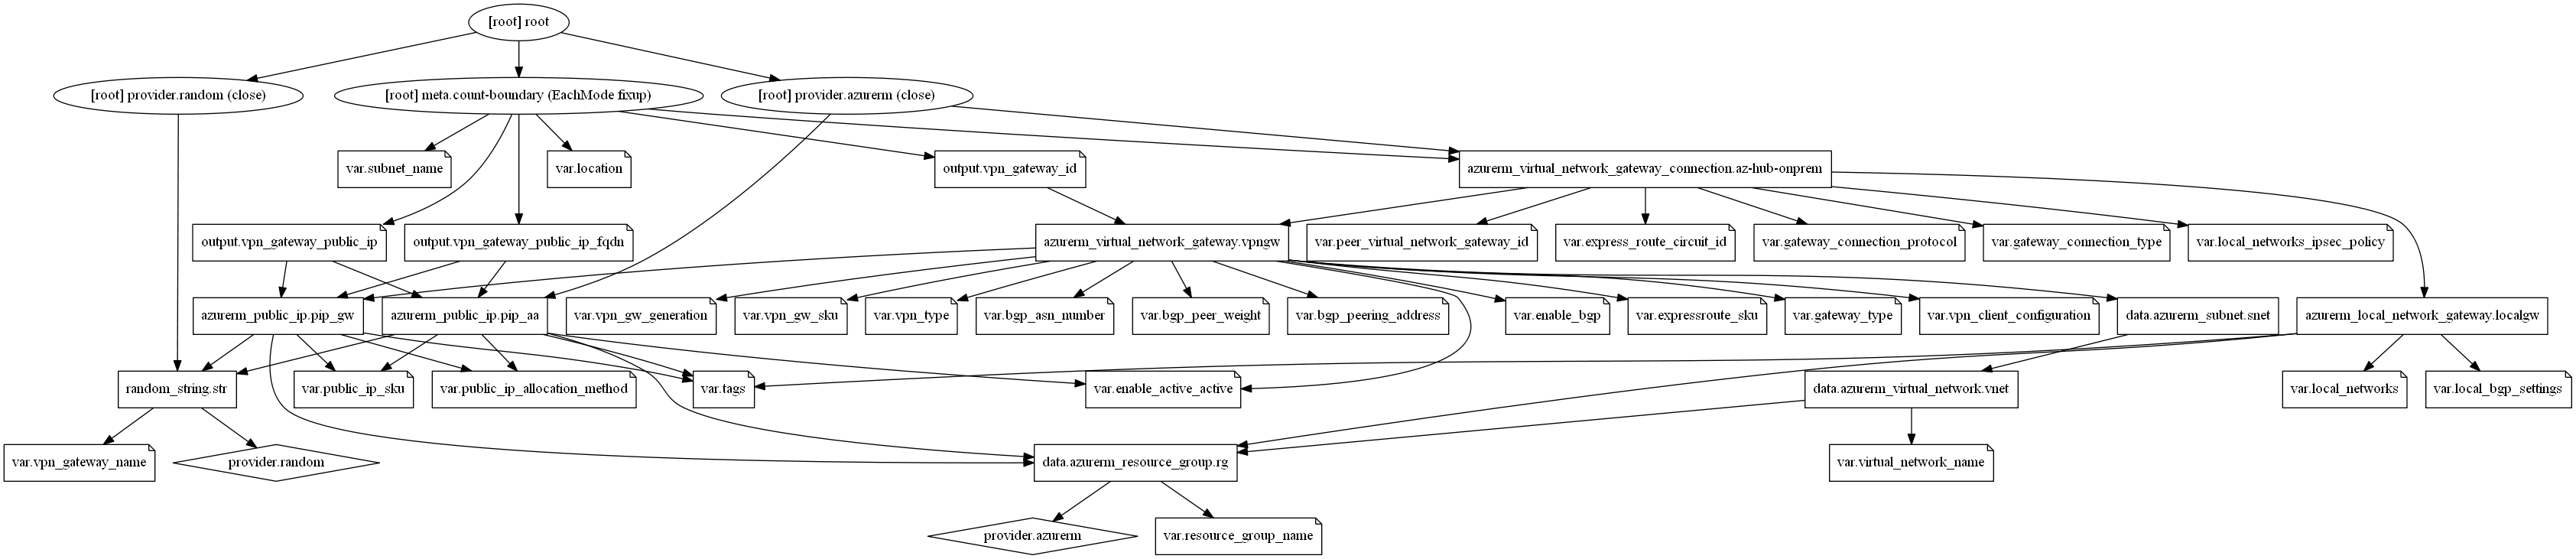 [root] root
[root] provider.random (close)
[root] meta.count-boundary (EachMode fixup)
[root] provider.azurerm (close)
var.subnet_name
var.location
output.vpn_gateway_id
azurerm_virtual_network_gateway_connection.az-hub-onprem
output.vpn_gateway_public_ip
output.vpn_gateway_public_ip_fqdn
azurerm_virtual_network_gateway.vpngw
var.peer_virtual_network_gateway_id
var.express_route_circuit_id
var.gateway_connection_protocol
var.gateway_connection_type
var.local_networks_ipsec_policy
azurerm_public_ip.pip_gw
azurerm_public_ip.pip_aa
var.vpn_gw_generation
var.vpn_gw_sku
var.vpn_type
var.bgp_asn_number
var.bgp_peer_weight
var.bgp_peering_address
var.enable_bgp
var.expressroute_sku
var.gateway_type
var.vpn_client_configuration
data.azurerm_subnet.snet
azurerm_local_network_gateway.localgw
random_string.str
var.public_ip_sku
var.public_ip_allocation_method
var.tags
var.enable_active_active
data.azurerm_virtual_network.vnet
var.local_networks
var.local_bgp_settings
var.vpn_gateway_name
provider.random
data.azurerm_resource_group.rg
var.virtual_network_name
provider.azurerm
var.resource_group_name